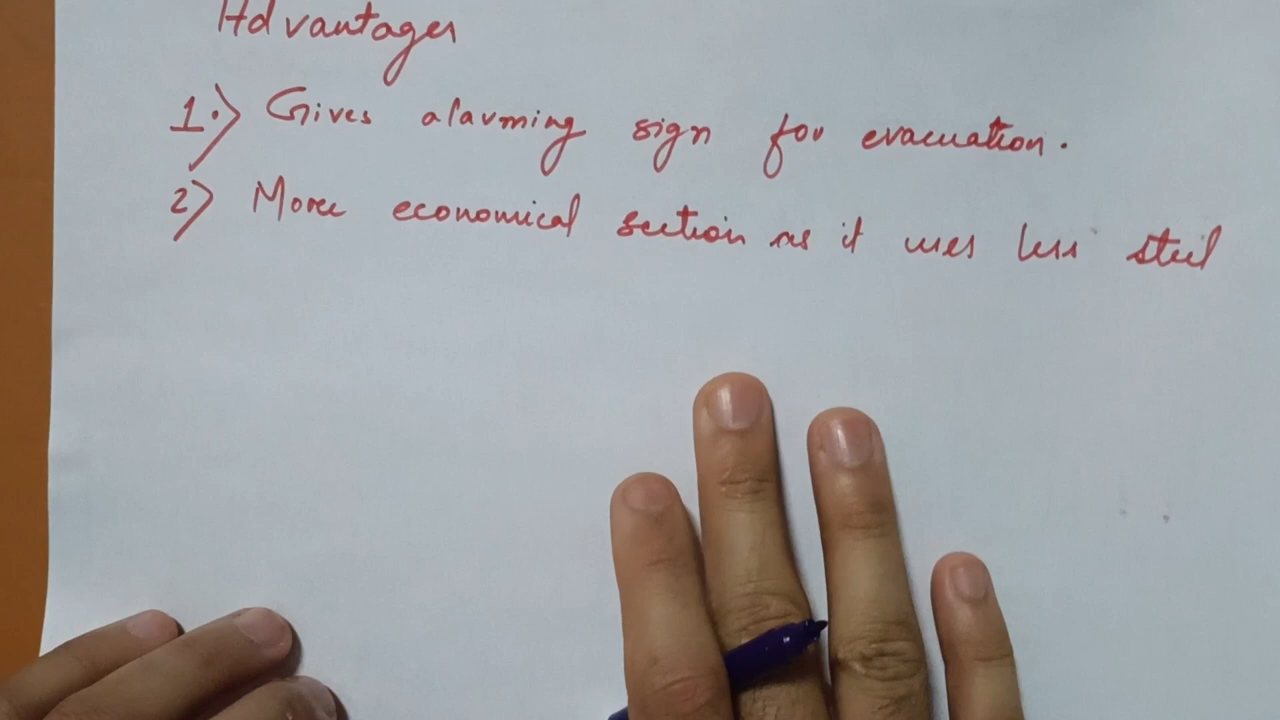 Advantages
1.) Gives alarming sign for evacuation.
2) More economical section as it uses less steel